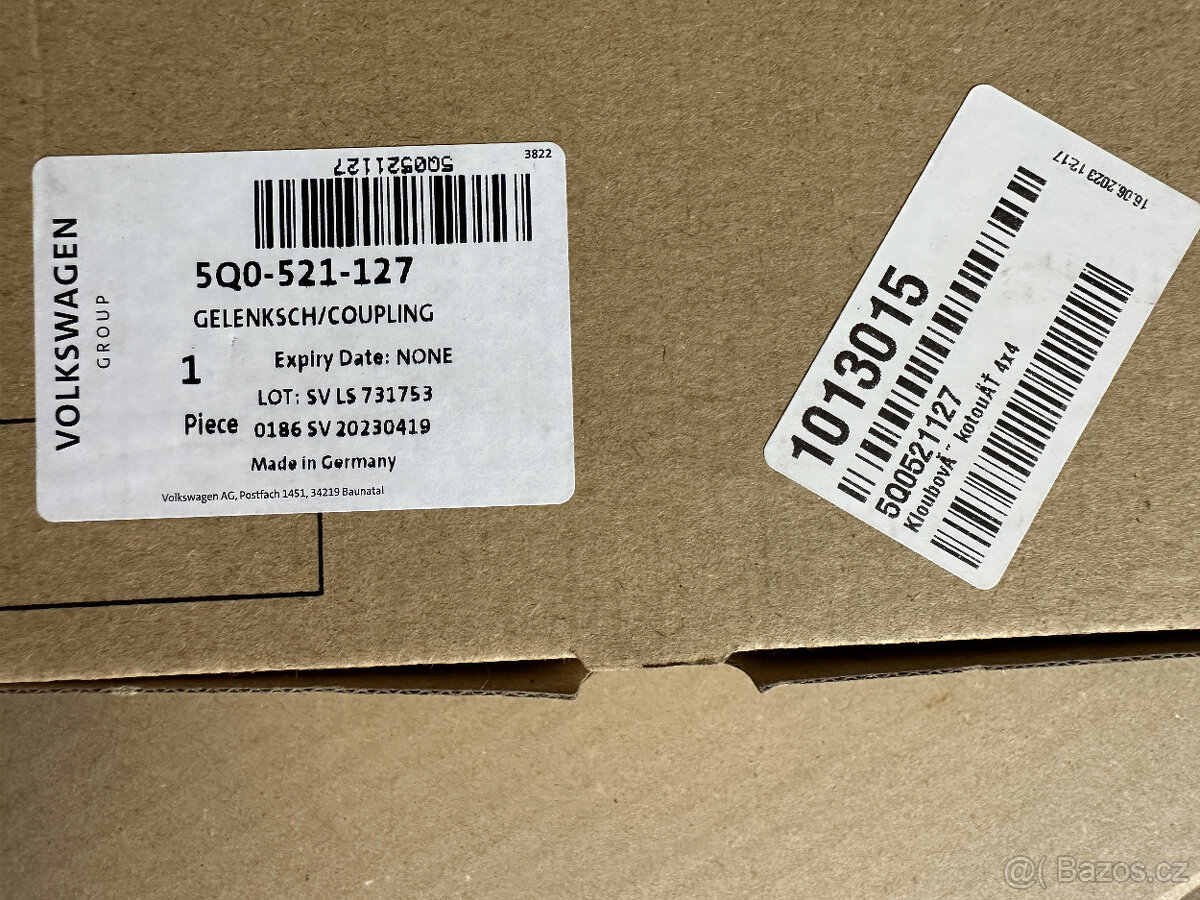 VOLKSWAGEN
GROUP
3822
5Q0521127
5Q0-521-127
GELENKSCH/COUPLING
1
Expiry Date: NONE
LOT: SV LS 731753
Piece
0186 SV 20230419
Made in Germany
Volkswagen AG, Postfach 1451, 34219 Baunatal
16.06.2023 12:17
1013015
5Q0521127
KloubovÄ - kotouÄŤ 4x4
@( Bazos.cz